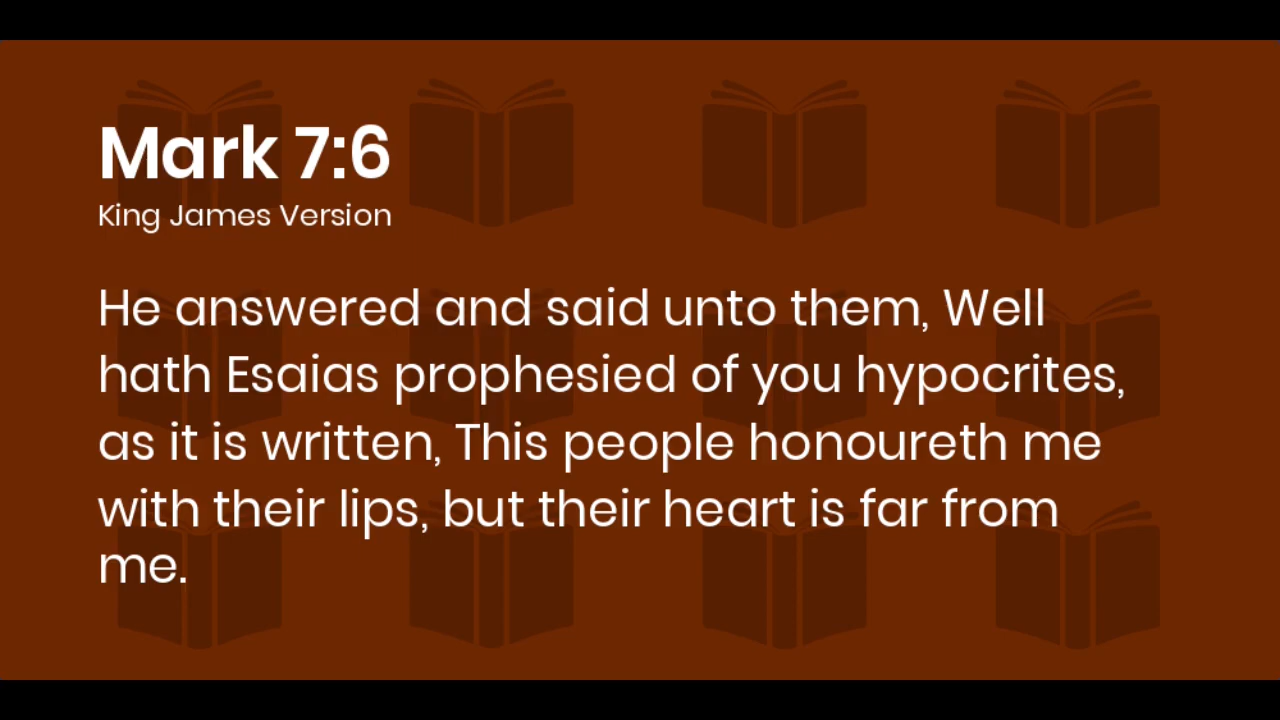 Mark 7:6
King James Version
He answered and said unto them, Well
hath Esaias prophesied of you hypocrites,
as it is written, This people honoureth me
with their lips, but their heart is far from
me.